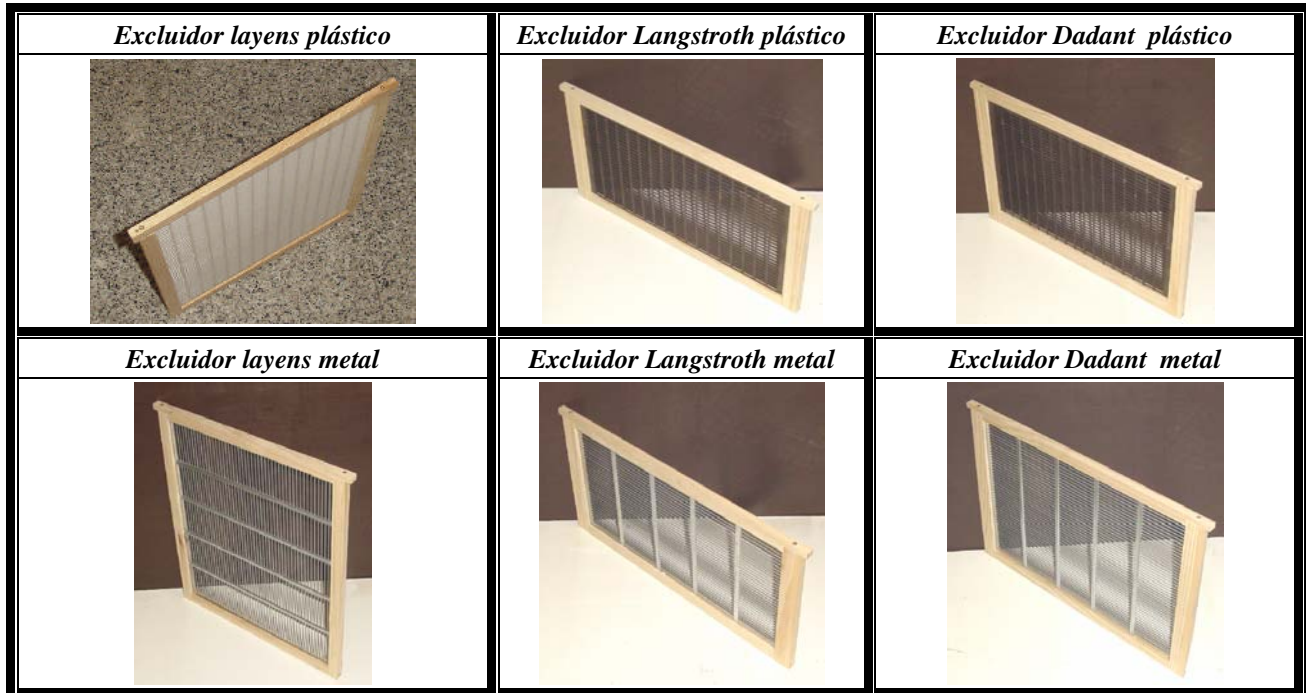 Excluidor layens plástico
Excluidor Langstroth plástico
Excluidor Dadant plástico
Excluidor layens metal
Excluidor Langstroth metal
Excluidor Dadant metal